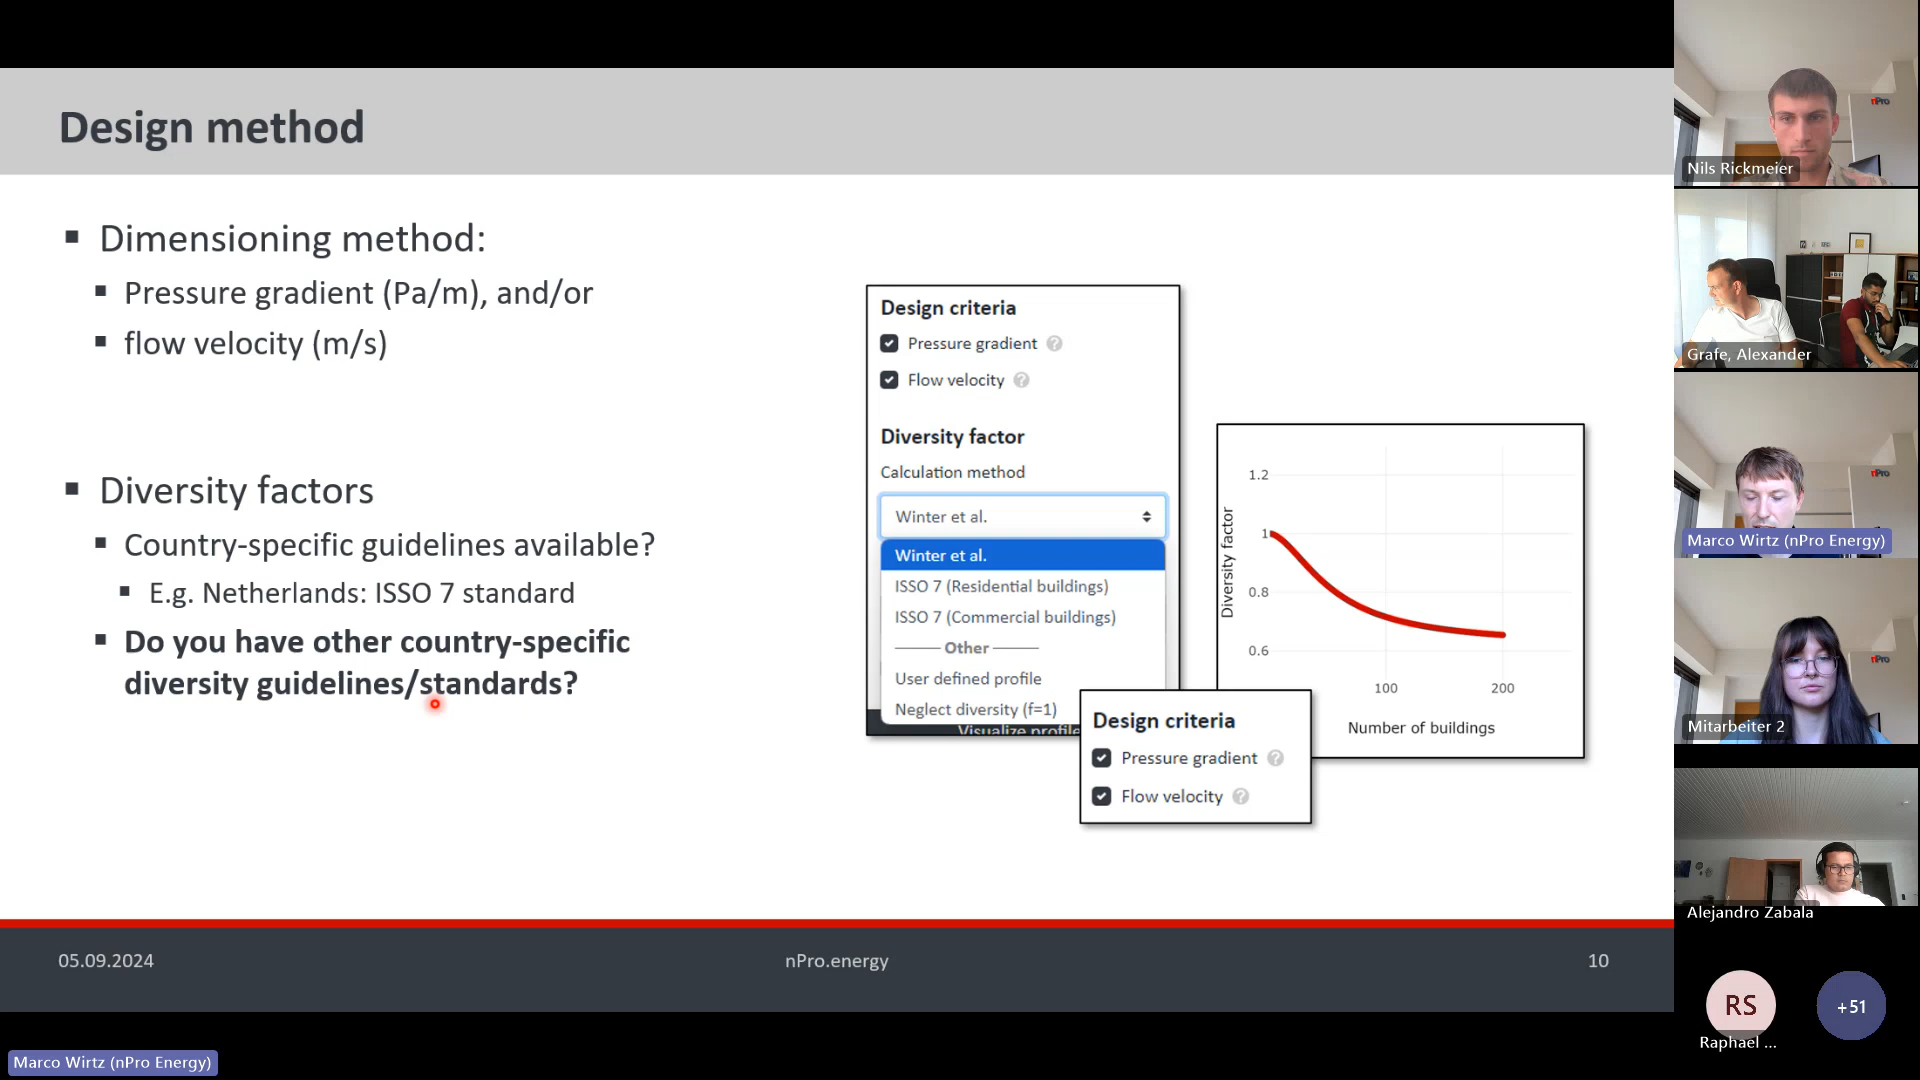 Design method
Dimensioning method:
Pressure gradient (Pa/m), and/or
flow velocity (m/s)
Diversity factors
Country-specific guidelines available?
E.g. Netherlands: ISSO 7 standard
Do you have other country-specific
diversity guidelines/standards?
Design criteria
Pressure gradient ?
Flow velocity ?
Diversity factor
Calculation method
Winter et al.
Winter et al.
ISSO 7 (Residential buildings)
ISSO 7 (Commercial buildings)
Other
User defined profile
Neglect diversity (f=1)
Visualize profile
Diversity factor
1.2
1
0.8
0.6
100
200
Number of buildings
Design criteria
Pressure gradient ?
Flow velocity ?
05.09.2024
nPro.energy
10
Marco Wirtz (nPro Energy)
nPro
Nils Rickmeier
Grafe, Alexander
nPro
Marco Wirtz (nPro Energy)
nPro
Mitarbeiter 2
Alejandro Zabala
RS
Raphael ...
+51